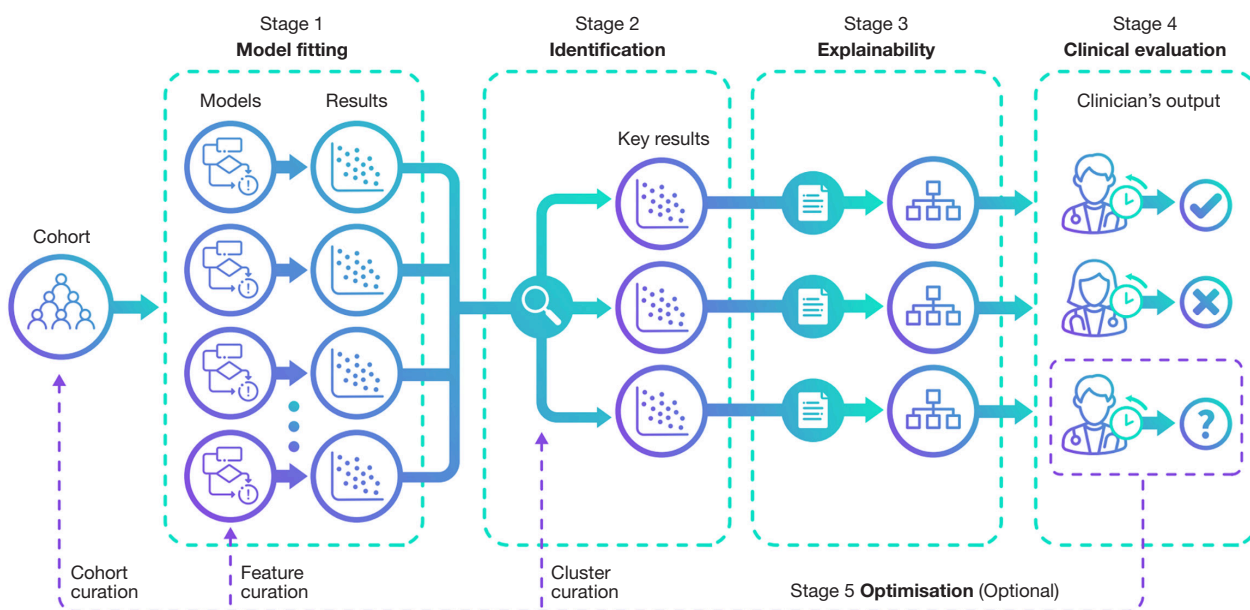 Stage 1
Model fitting
Stage 2
Identification
Stage 3
Explainability
Stage 4
Clinical evaluation
Models
Results
Clinician’s output
Key results
Cohort
Cohort
curation
Feature
curation
Cluster
curation
Stage 5 Optimisation (Optional)